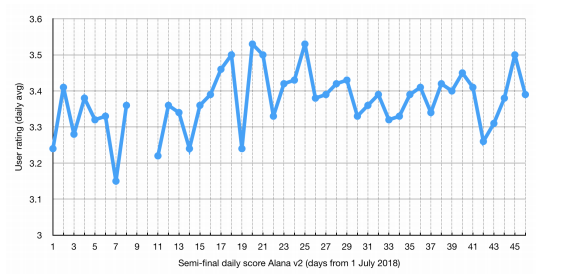 3.6
3.5
3.4
3.3
3.2
3.1
3
User rating (daily avg)
1 3 5 7 9 11 13 15 17 19 21 23 25 27 29 31 33 35 37 39 41 43 45
Semi-final daily score Alana v2 (days from 1 July 2018)